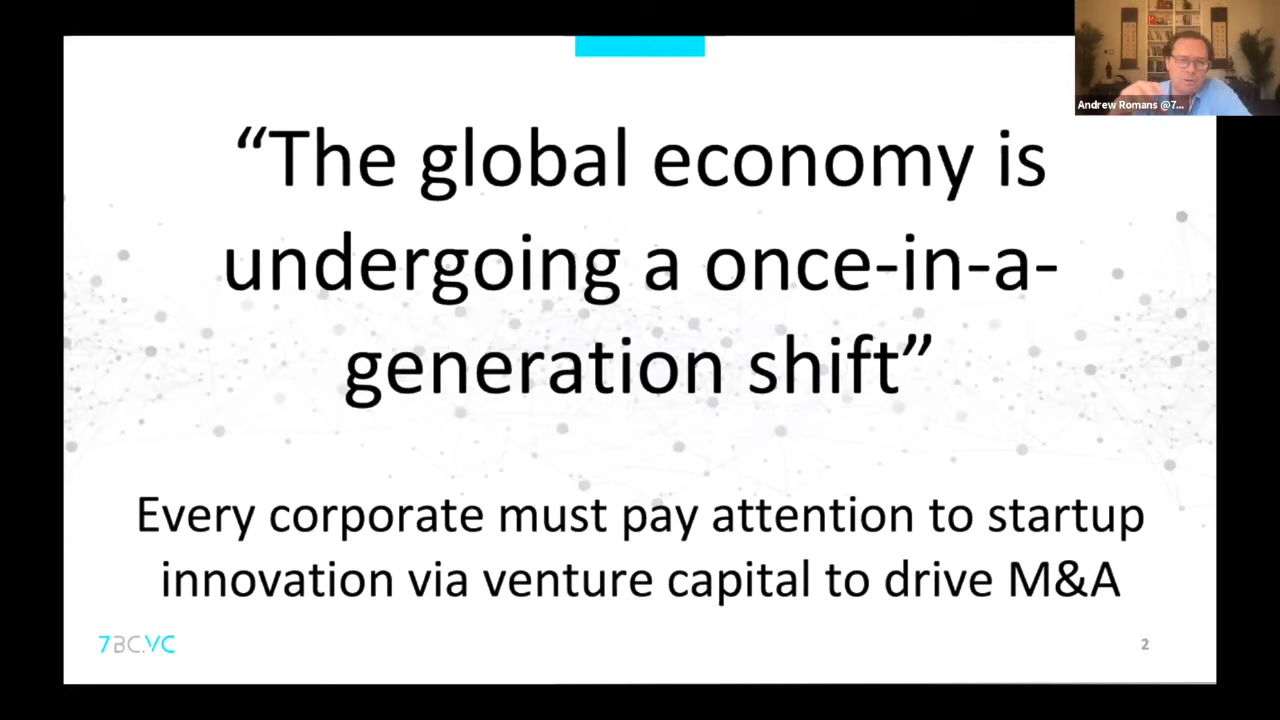 Andrew Romans @7...
“The global economy is
undergoing a once-in-a-
generation shift”
Every corporate must pay attention to startup
innovation via venture capital to drive M&A
7BC.VC
2